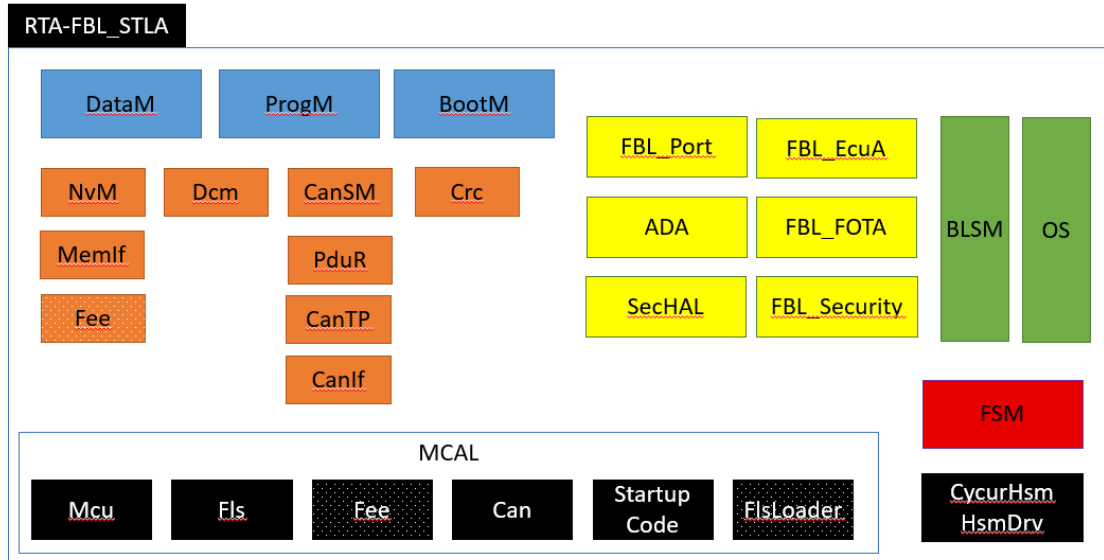 RTA-FBL_STLA
DataM
ProgM
BootM
FBL_Port
FBL_EcuA
BLSM
OS
NvM
Dcm
CanSM
Crc
ADA
FBL_FOTA
MemIf
PduR
Fee
CanTP
SecHAL
FBL_Security
CanIf
FSM
MCAL
Mcu
Fls
Fee
Can
Startup
Code
FlsLoader
CycurHsm
HsmDrv